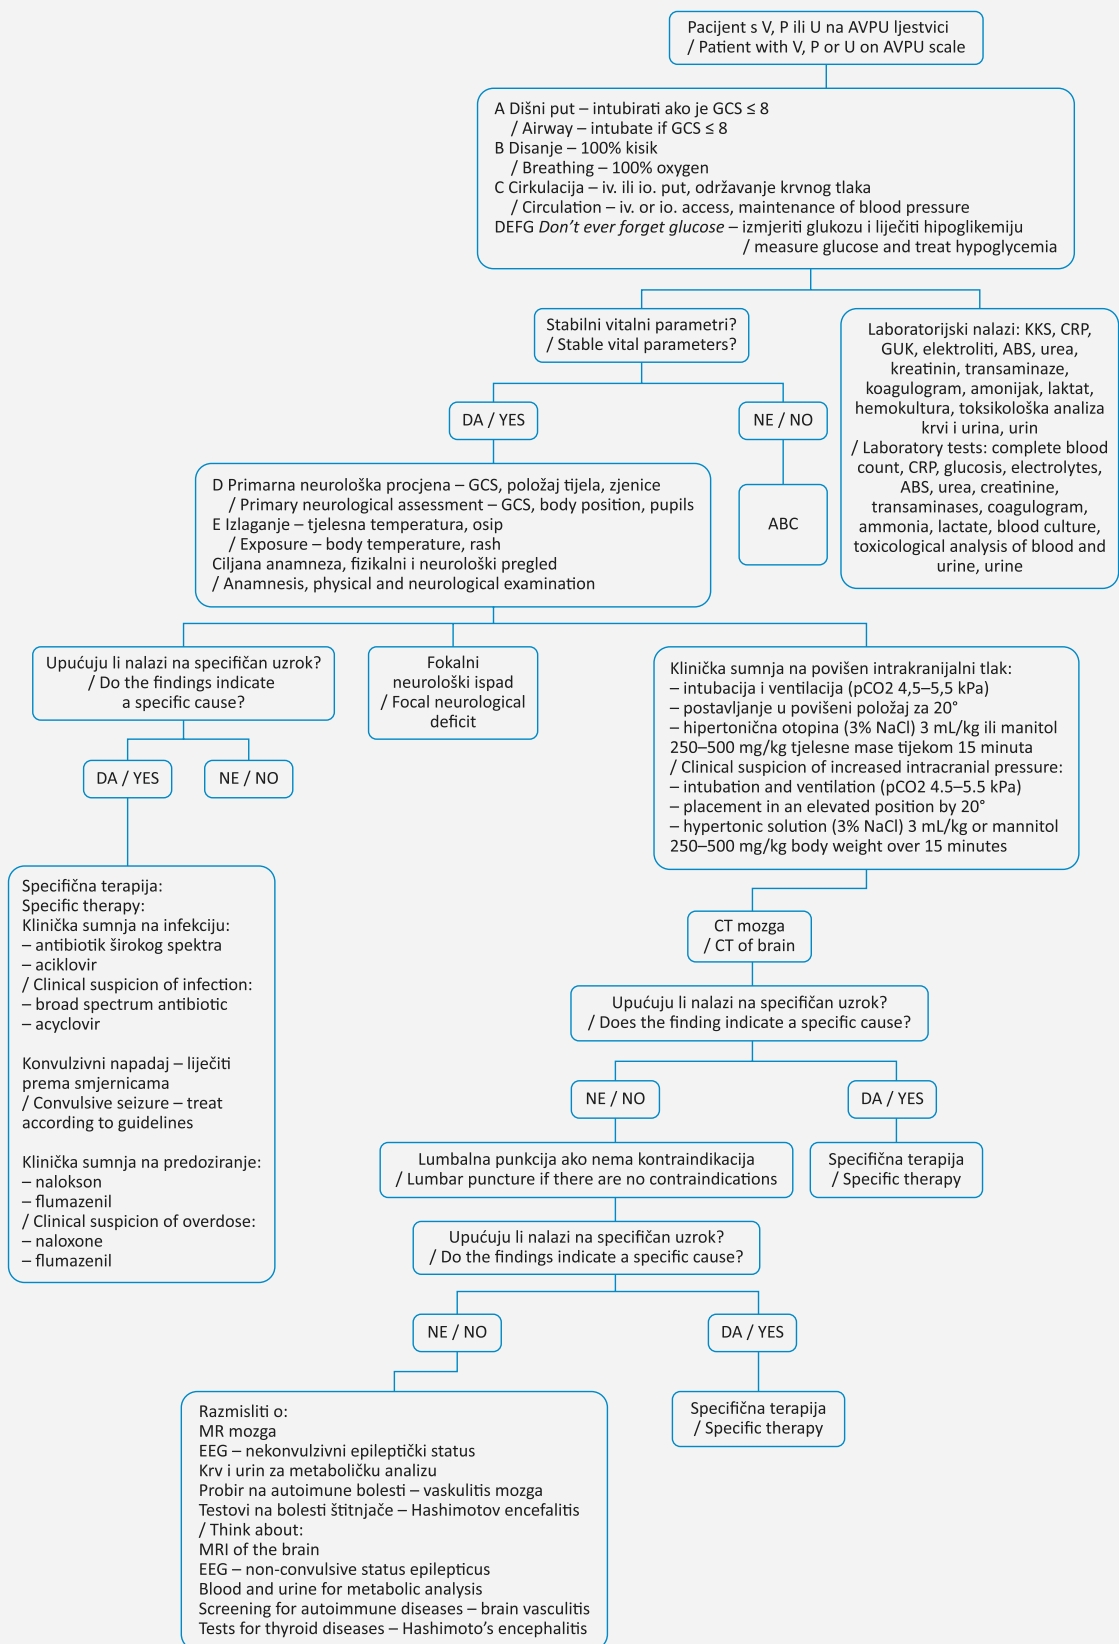 Pacijent s V, P ili U na AVPU ljestvici
/ Patient with V, P or U on AVPU scale
A Dišni put – intubirati ako je GCS ≤ 8
/ Airway – intubate if GCS ≤ 8
B Disanje – 100% kisik
/ Breathing – 100% oxygen
C Cirkulacija – iv. ili io. put, održavanje krvnog tlaka
/ Circulation – iv. or io. access, maintenance of blood pressure
DEFG Don’t ever forget glucose – izmjeriti glukozu i liječiti hipoglikemiju
/ measure glucose and treat hypoglycemia
Stabilni vitalni parametri?
/ Stable vital parameters?
Laboratorijski nalazi: KKS, CRP,
GUK, elektroliti, ABS, urea,
kreatinin, transaminaze,
koagulogram, amonijak, laktat,
hemokultura, toksikološka analiza
krvi i urina, urin
/ Laboratory tests: complete blood
count, CRP, glucosis, electrolytes,
ABS, urea, creatinine,
transaminases, coagulogram,
ammonia, lactate, blood culture,
toxicological analysis of blood and
urine, urine
DA / YES
NE / NO
D Primarna neurološka procjena – GCS, položaj tijela, zjenice
/ Primary neurological assessment – GCS, body position, pupils
E Izlaganje – tjelesna temperatura, osip
/ Exposure – body temperature, rash
Ciljana anamneza, fizikalni i neurološki pregled
/ Anamnesis, physical and neurological examination
ABC
Upućuju li nalazi na specifičan uzrok?
/ Do the findings indicate
a specific cause?
Fokalni
neurološki ispad
/ Focal neurological
deficit
Klinička sumnja na povišen intrakranijalni tlak:
– intubacija i ventilacija (pCO2 4,5–5,5 kPa)
– postavljanje u povišeni položaj za 20°
– hipertonična otopina (3% NaCl) 3 mL/kg ili manitol
250–500 mg/kg tjelesne mase tijekom 15 minuta
/ Clinical suspicion of increased intracranial pressure:
– intubation and ventilation (pCO2 4.5–5.5 kPa)
– placement in an elevated position by 20°
– hypertonic solution (3% NaCl) 3 mL/kg or mannitol
250–500 mg/kg body weight over 15 minutes
DA / YES
NE / NO
Specifična terapija:
Specific therapy:
Klinička sumnja na infekciju:
– antibiotik širokog spektra
– aciklovir
/ Clinical suspicion of infection:
– broad spectrum antibiotic
– acyclovir
Konvulzivni napadaj – liječiti
prema smjernicama
/ Convulsive seizure – treat
according to guidelines
Klinička sumnja na predoziranje:
– nalokson
– flumazenil
/ Clinical suspicion of overdose:
– naloxone
– flumazenil
CT mozga
/ CT of brain
Upućuju li nalazi na specifičan uzrok?
/ Does the finding indicate a specific cause?
NE / NO
DA / YES
Lumbalna punkcija ako nema kontraindikacija
/ Lumbar puncture if there are no contraindications
Specifična terapija
/ Specific therapy
Upućuju li nalazi na specifičan uzrok?
/ Do the findings indicate a specific cause?
NE / NO
DA / YES
Specifična terapija
/ Specific therapy
Razmisliti o:
MR mozga
EEG – nekonvulzivni epileptički status
Krv i urin za metaboličku analizu
Probir na autoimune bolesti – vaskulitis mozga
Testovi na bolesti štitnjače – Hashimotov encefalitis
/ Think about:
MRI of the brain
EEG – non-convulsive status epilepticus
Blood and urine for metabolic analysis
Screening for autoimmune diseases – brain vasculitis
Tests for thyroid diseases – Hashimoto’s encephalitis